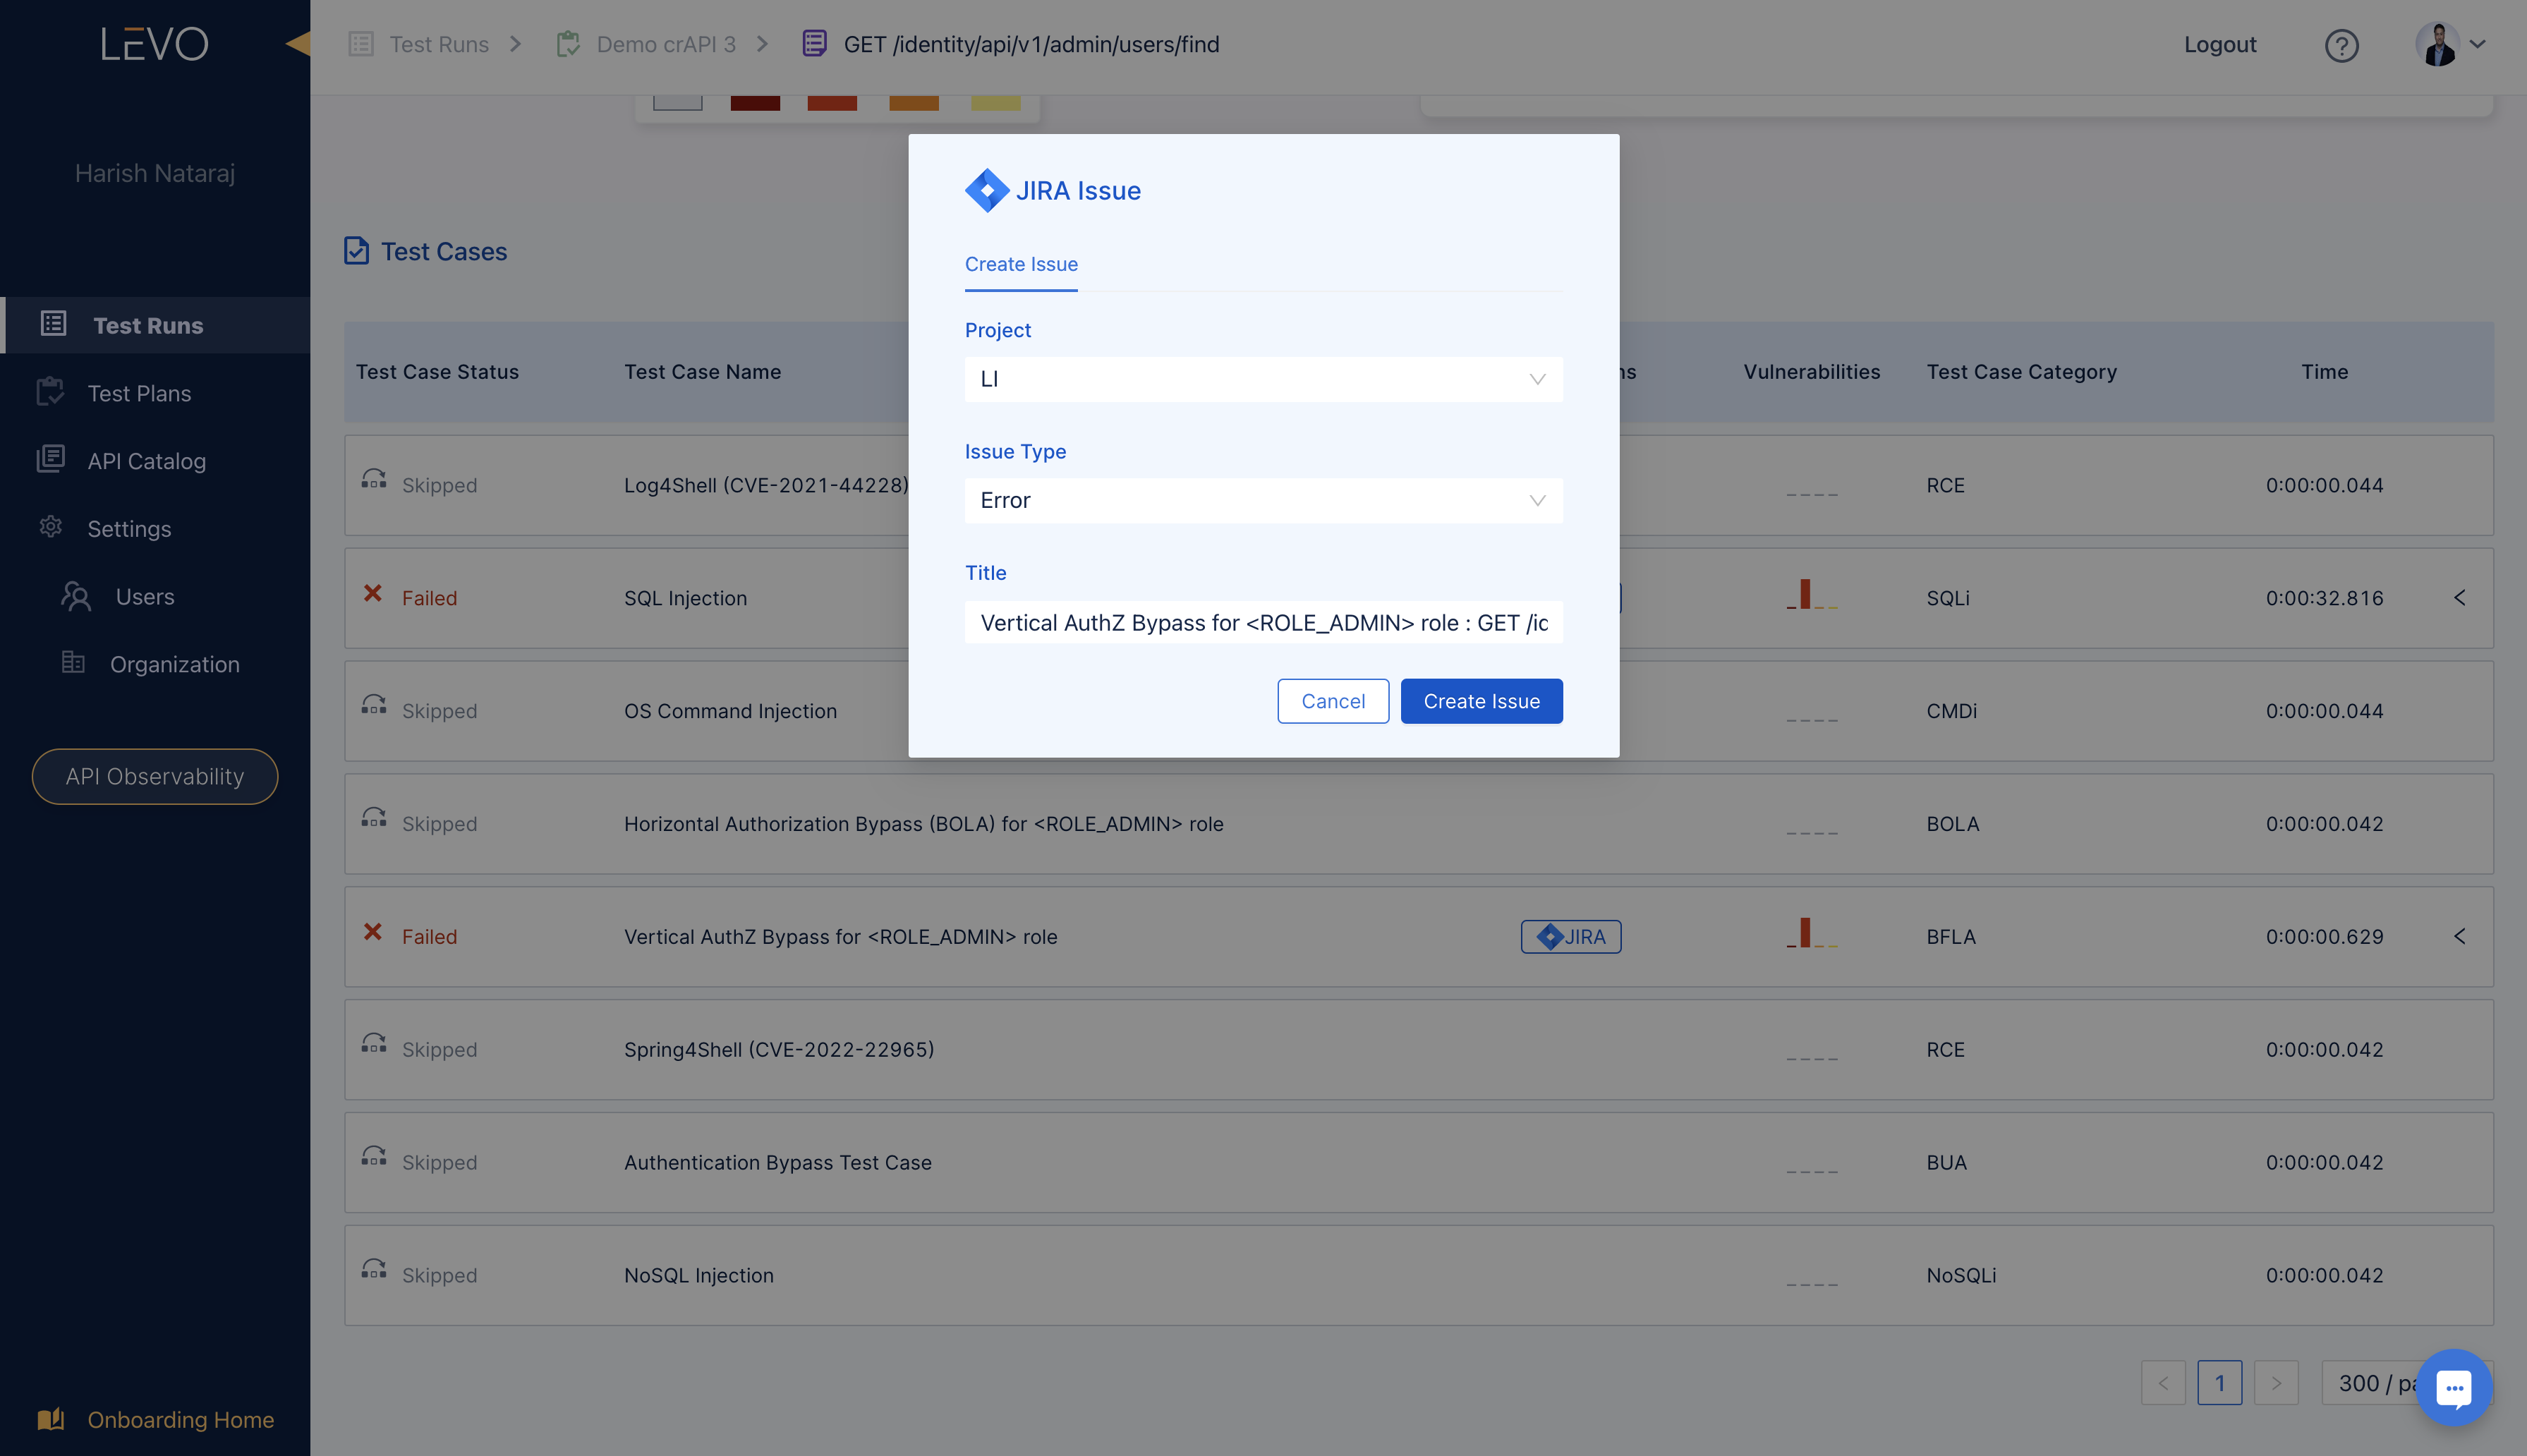 LEVO
Harish Nataraj
Test Runs
Test Plans
API Catalog
Settings
Users
Organization
API Observability
Onboarding Home
Test Runs > Demo crAPI 3 > GET /identity/api/v1/admin/users/find
Logout
Test Cases
Test Case Status Test Case Name ns Vulnerabilities Test Case Category Time
Skipped Log4Shell (CVE-2021-44228) RCE 0:00:00.044
Failed SQL Injection SQLi 0:00:32.816
Skipped OS Command Injection CMDi 0:00:00.044
Skipped Horizontal Authorization Bypass (BOLA) for <ROLE_ADMIN> role BOLA 0:00:00.042
Failed Vertical AuthZ Bypass for <ROLE_ADMIN> role JIRA BFLA 0:00:00.629
Skipped Spring4Shell (CVE-2022-22965) RCE 0:00:00.042
Skipped Authentication Bypass Test Case BUA 0:00:00.042
Skipped NoSQL Injection NoSQLi 0:00:00.042
< 1 > 300 / pa
JIRA Issue
Create Issue
Project
LI
Issue Type
Error
Title
Vertical AuthZ Bypass for <ROLE_ADMIN> role : GET /ic
Cancel Create Issue